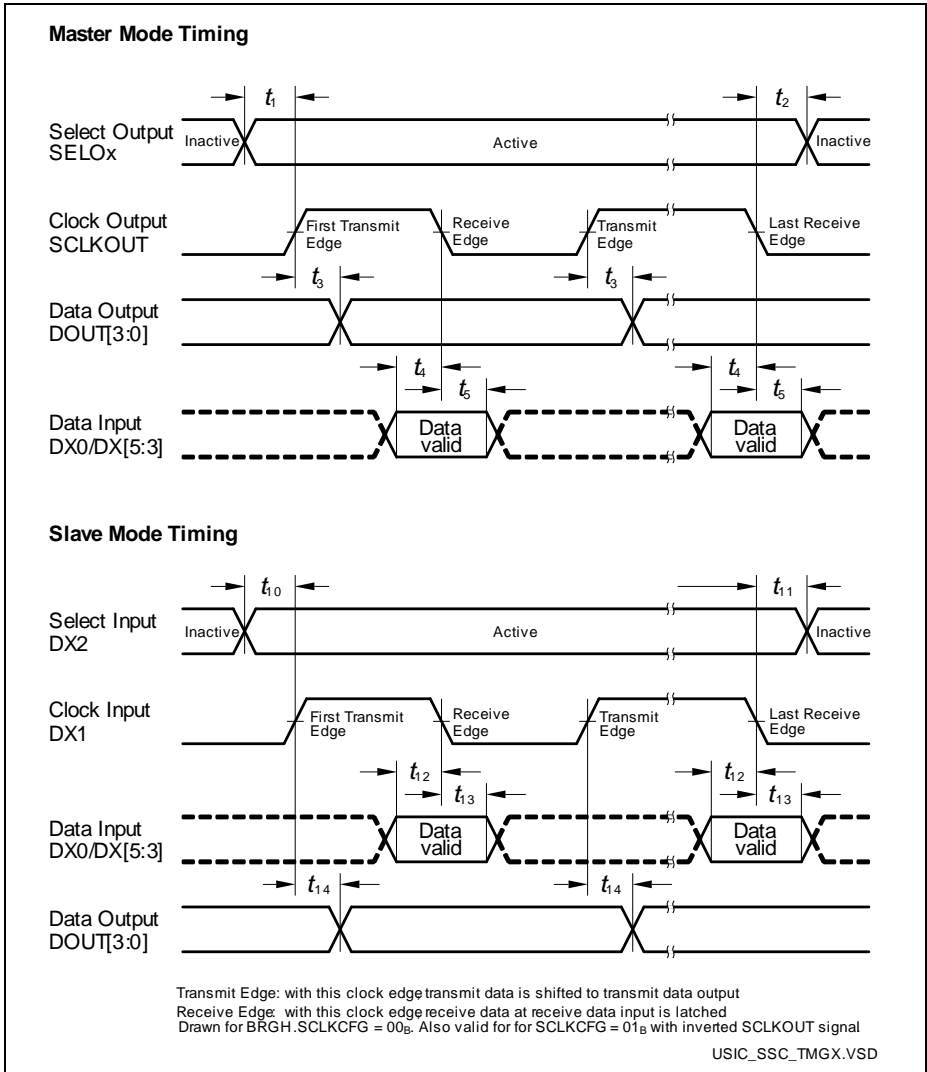 Master Mode Timing
t1
t2
Select Output
SELOx
Inactive
Active
Inactive
Clock Output
SCLKOUT
First Transmit
Edge
Receive
Edge
Transmit
Edge
Last Receive
Edge
t3
t3
Data Output
DOUT[3:0]
t4
t5
t4
t5
Data Input
DX0/DX[5:3]
Data
valid
Data
valid
Slave Mode Timing
t10
t11
Select Input
DX2
Inactive
Active
Inactive
Clock Input
DX1
First Transmit
Edge
Receive
Edge
Transmit
Edge
Last Receive
Edge
t12
t13
t12
t13
Data Input
DX0/DX[5:3]
Data
valid
Data
valid
t14
t14
Data Output
DOUT[3:0]
Transmit Edge: with this clock edge, transmit data is shifted to transmit data output
Receive Edge: with this clock edge, receive data at receive data input is latched
Drawn for BRGH.SCLKCFG = 00B. Also valid for for SCLKCFG = 01B with inverted SCLKOUT signal.
USIC_SSC_TMGX.VSD